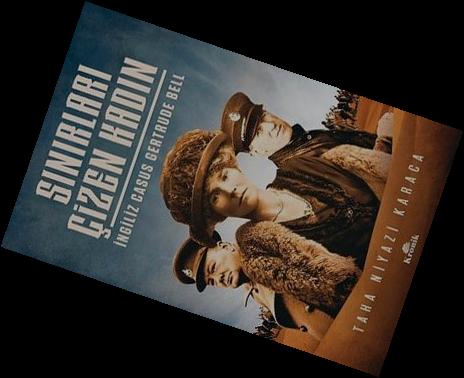 SINIRLARI
ÇİZEN KADIN
İNGİLİZ CASUS GERTRUDE BELL
TAHA NİYAZİ KARACA
Kronik